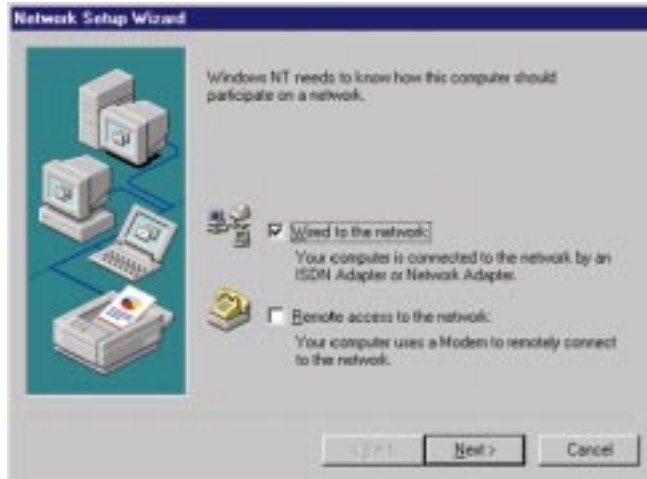 Network Setup Wizard
Windows NT needs to know how this computer should
participate on a network.
Wired to the network:
Your computer is connected to the network by an
ISDN Adapter or Network Adapter.
Remote access to the network:
Your computer uses a Modem to remotely connect
to the network.
Next >
Cancel